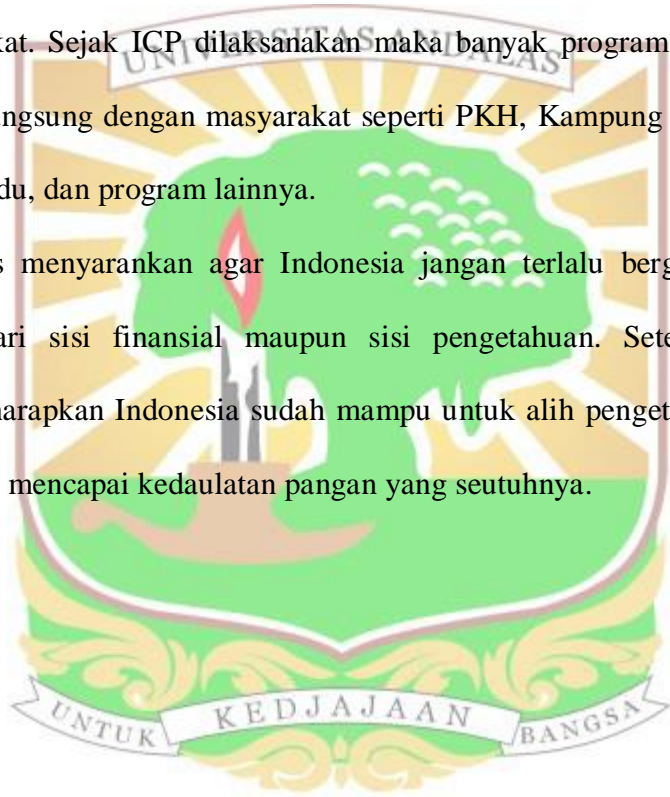 kat. Sejak ICP dilaksanakan maka banyak program
UNIVERSITAS ANDALAS
ngsung dengan masyarakat seperti PKH, Kampung
du, dan program lainnya.
s menyarankan agar Indonesia jangan terlalu berg
ri sisi finansial maupun sisi pengetahuan. Sete
harapkan Indonesia sudah mampu untuk alih penget
mencapai kedaulatan pangan yang seutuhnya.
UNTUK KEDJAJAAN BANGSA